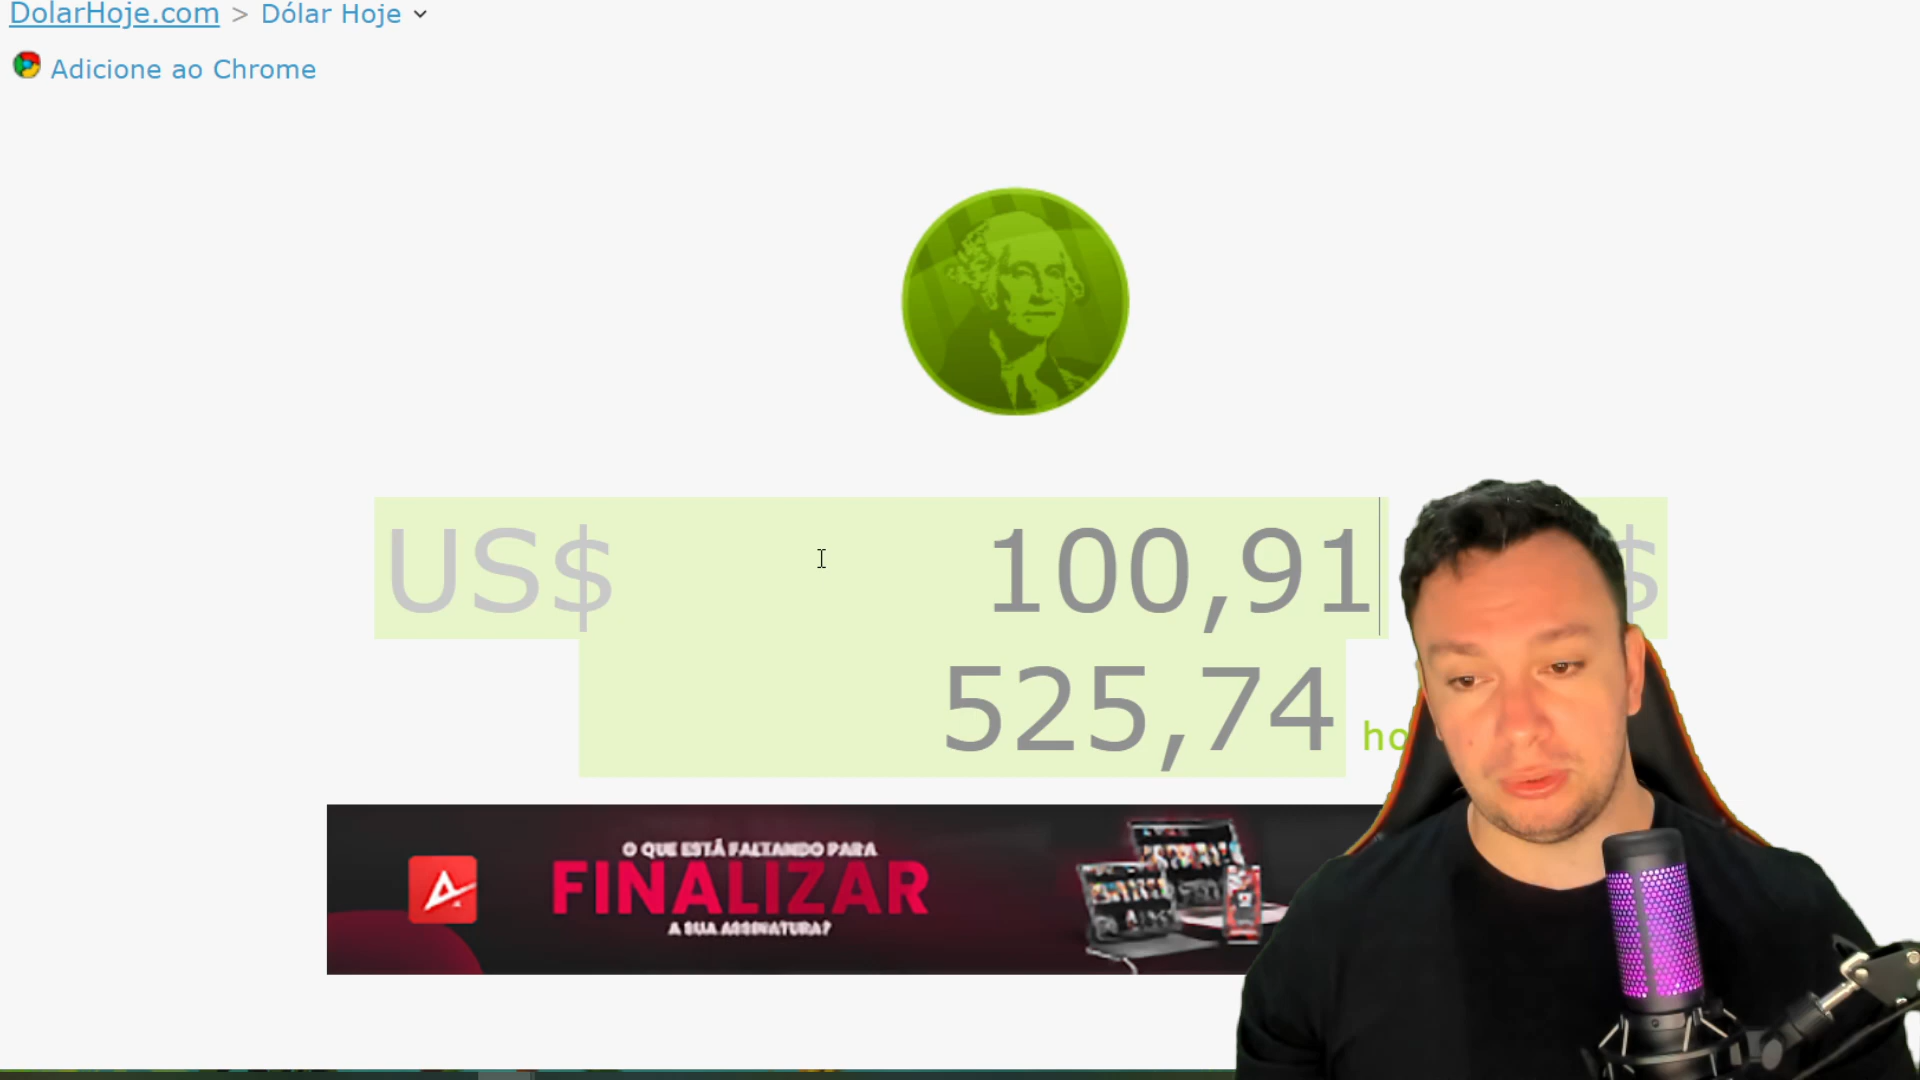 DolarHoje.com > Dólar Hoje
Adicione ao Chrome
US$ 100,91 $
525,74 ho
O QUE ESTÁ FALTANDO PARA
FINALIZAR
A SUA ASSINATURA?